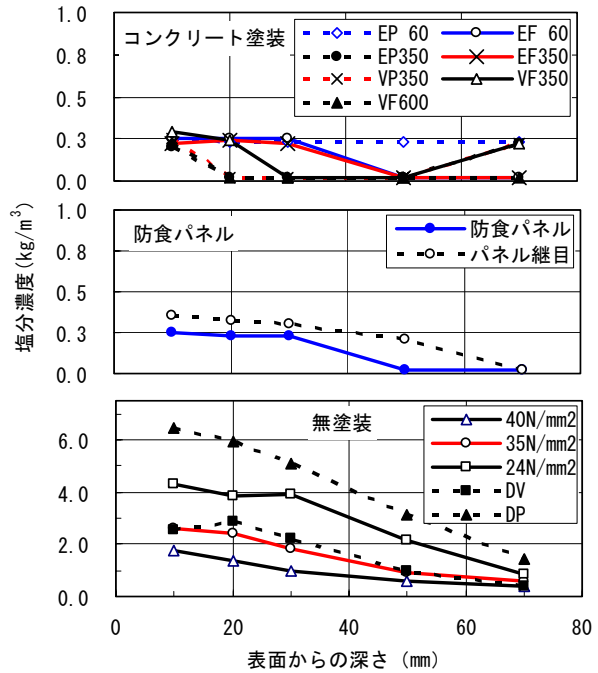 1.0
0.8
0.5
0.3
0.0
コンクリート塗装
EP 60
EF 60
EP350
EF350
VP350
VF350
VF600
1.0
0.8
0.5
0.3
0.0
防食パネル
防食パネル
パネル継目
塩分濃度(kg/m³)
6.0
4.0
2.0
0.0
無塗装
40N/mm2
35N/mm2
24N/mm2
DV
DP
0 20 40 60 80
表面からの深さ (mm)